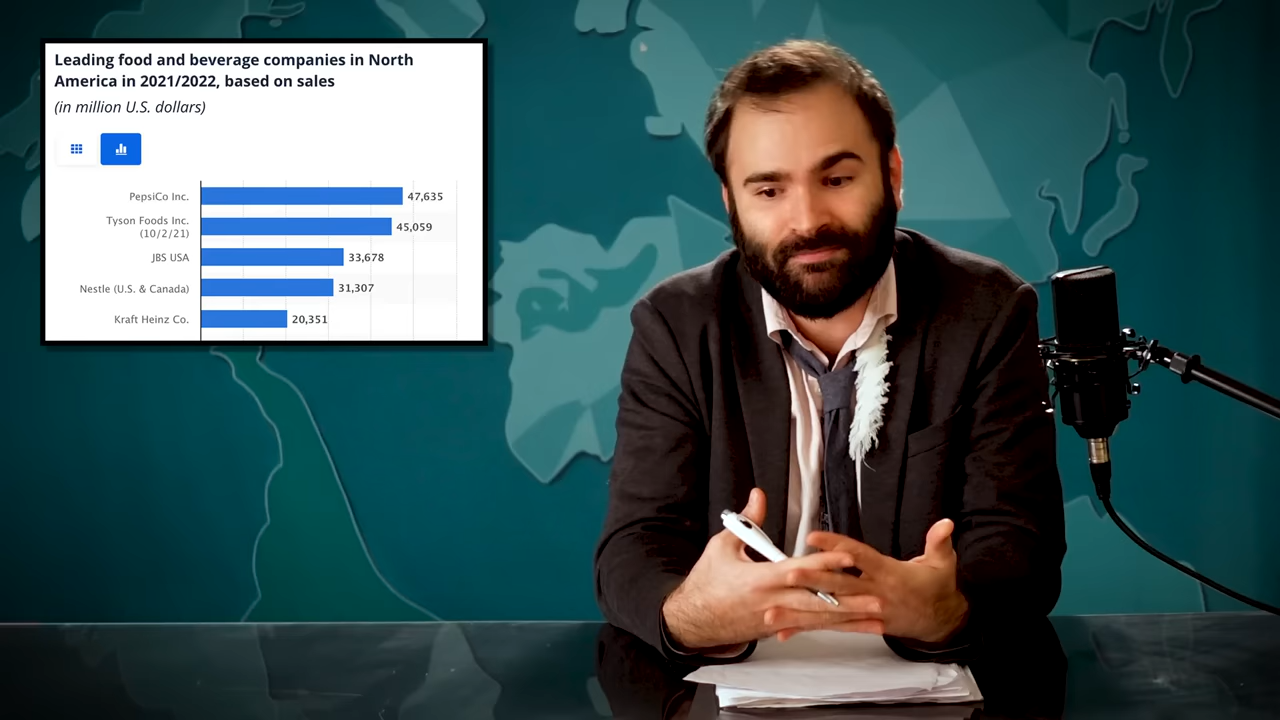 Leading food and beverage companies in North
America in 2021/2022, based on sales
(in million U.S. dollars)
PepsiCo Inc. 47,635
Tyson Foods Inc.
(10/2/21) 45,059
JBS USA 33,678
Nestle (U.S. & Canada) 31,307
Kraft Heinz Co. 20,351